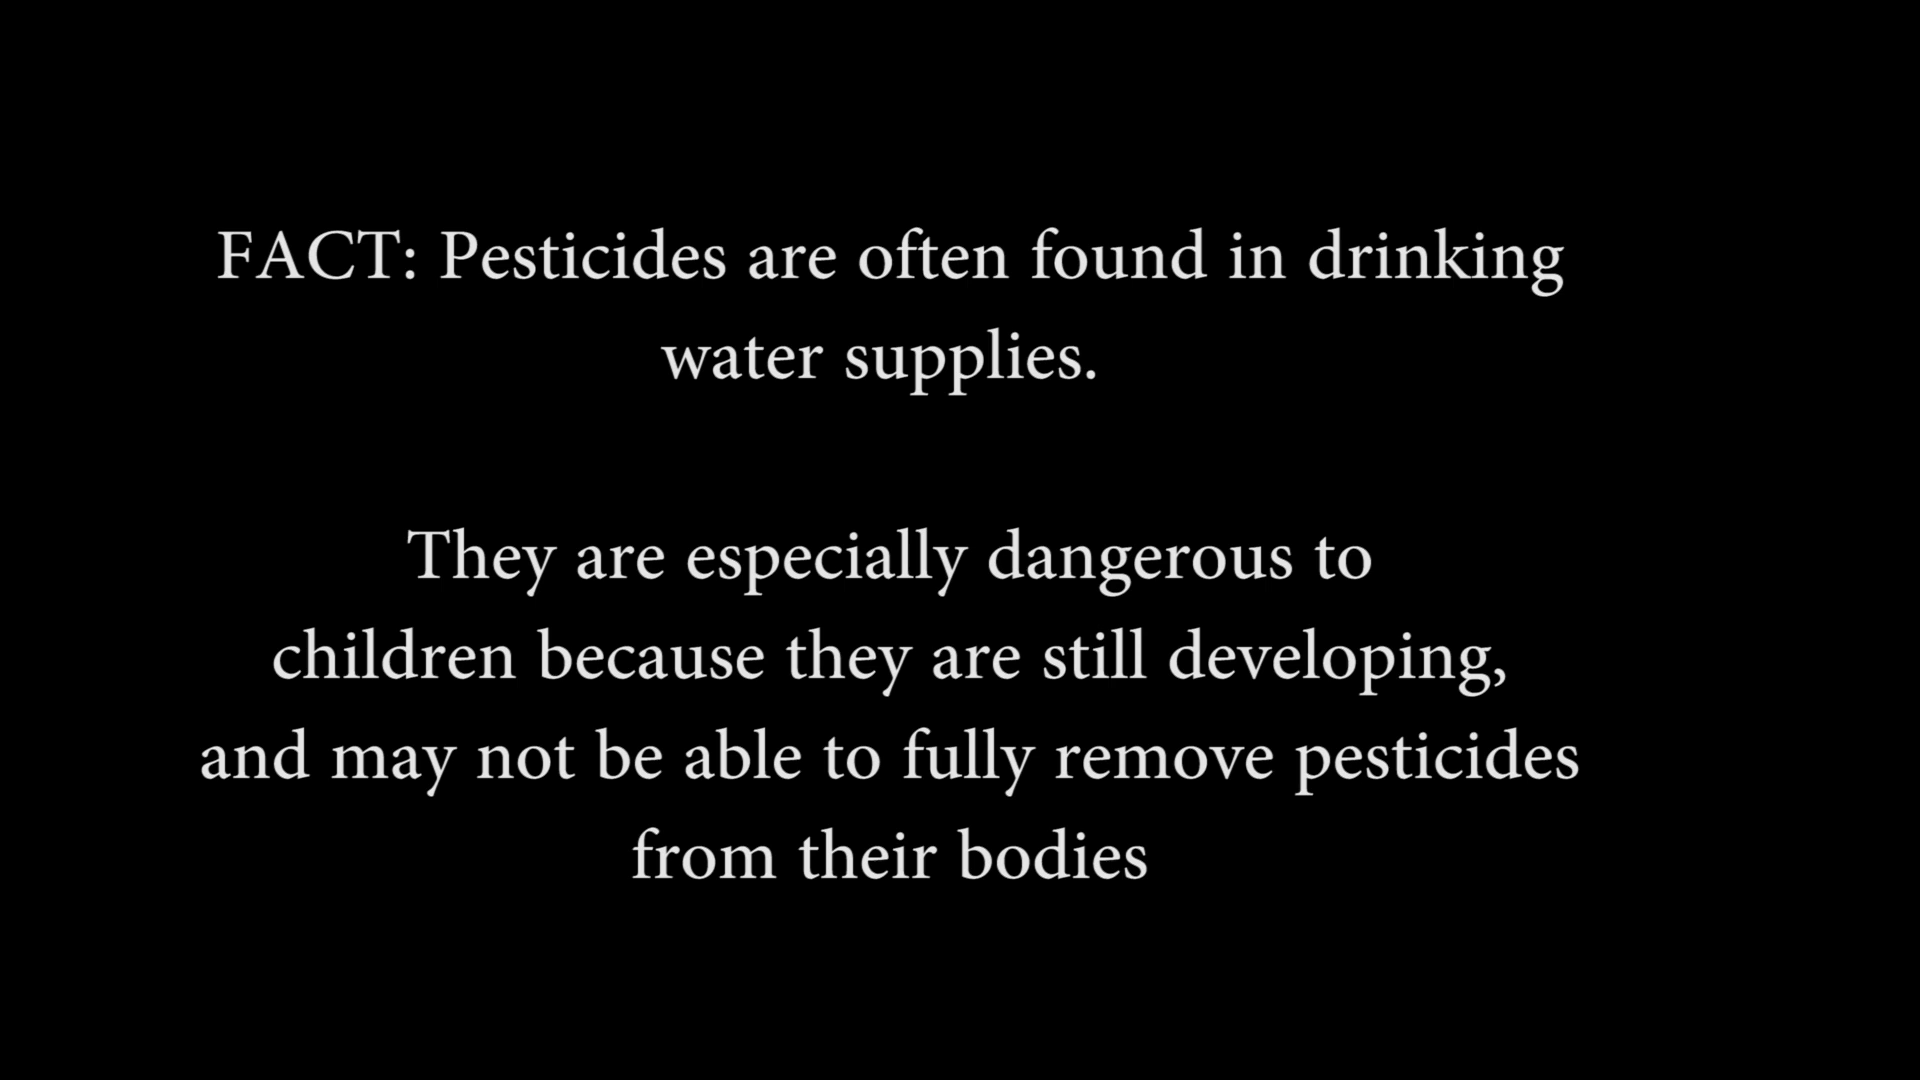 FACT: Pesticides are often found in drinking
water supplies.
They are especially dangerous to
children because they are still developing,
and may not be able to fully remove pesticides
from their bodies